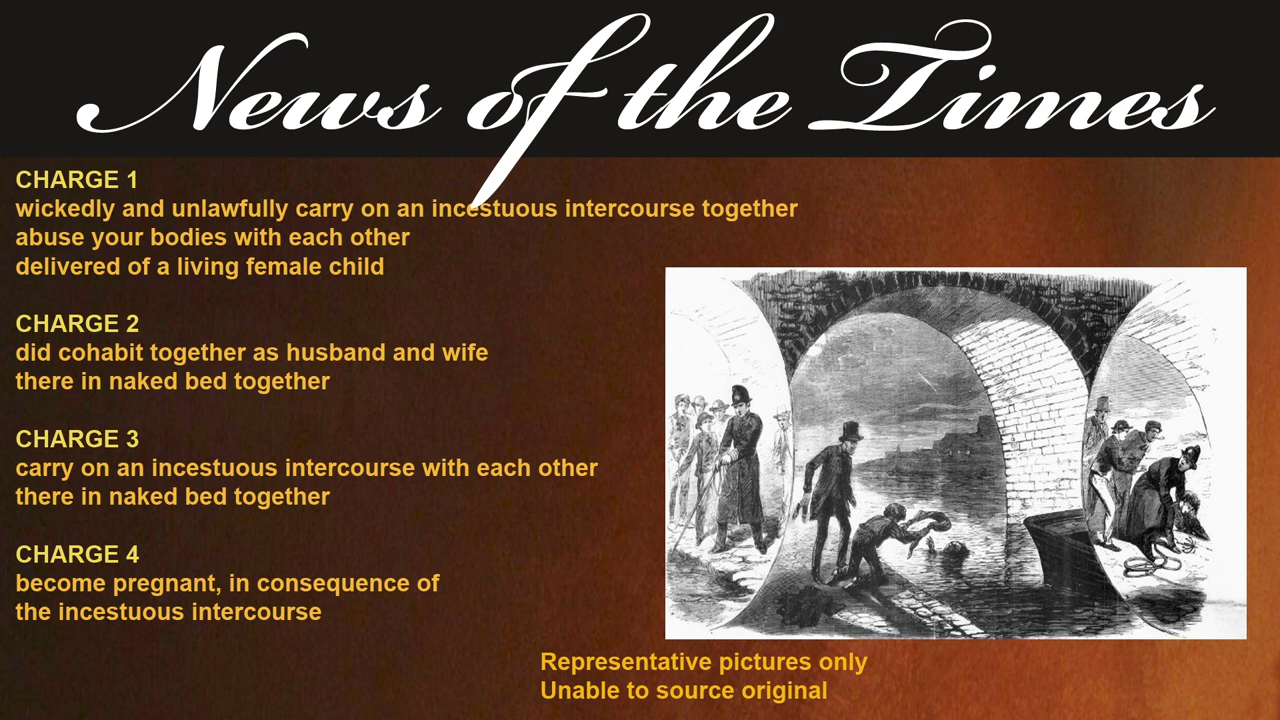 News of the Times
CHARGE 1
wickedly and unlawfully carry on an incestuous intercourse together
abuse your bodies with each other
delivered of a living female child
CHARGE 2
did cohabit together as husband and wife
there in naked bed together
CHARGE 3
carry on an incestuous intercourse with each other
there in naked bed together
CHARGE 4
become pregnant, in consequence of
the incestuous intercourse
Representative pictures only
Unable to source original